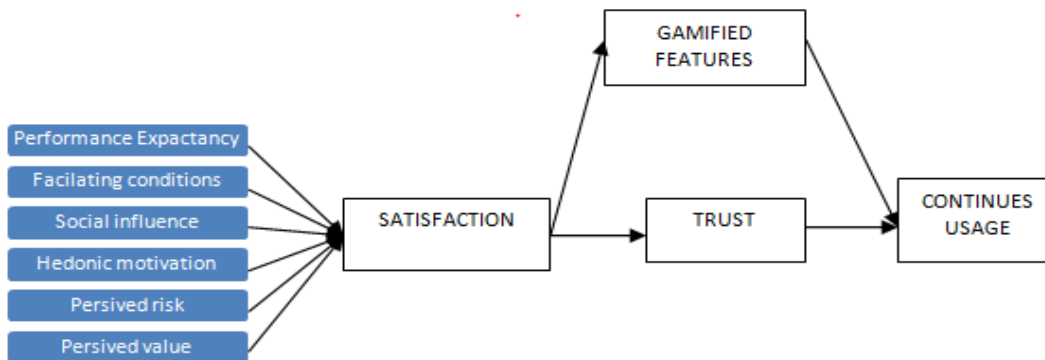 GAMIFIED
FEATURES
Performance Expactancy
Facilating conditions
Social influence
Hedonic motivation
Persived risk
Persived value
SATISFACTION
TRUST
CONTINUES
USAGE